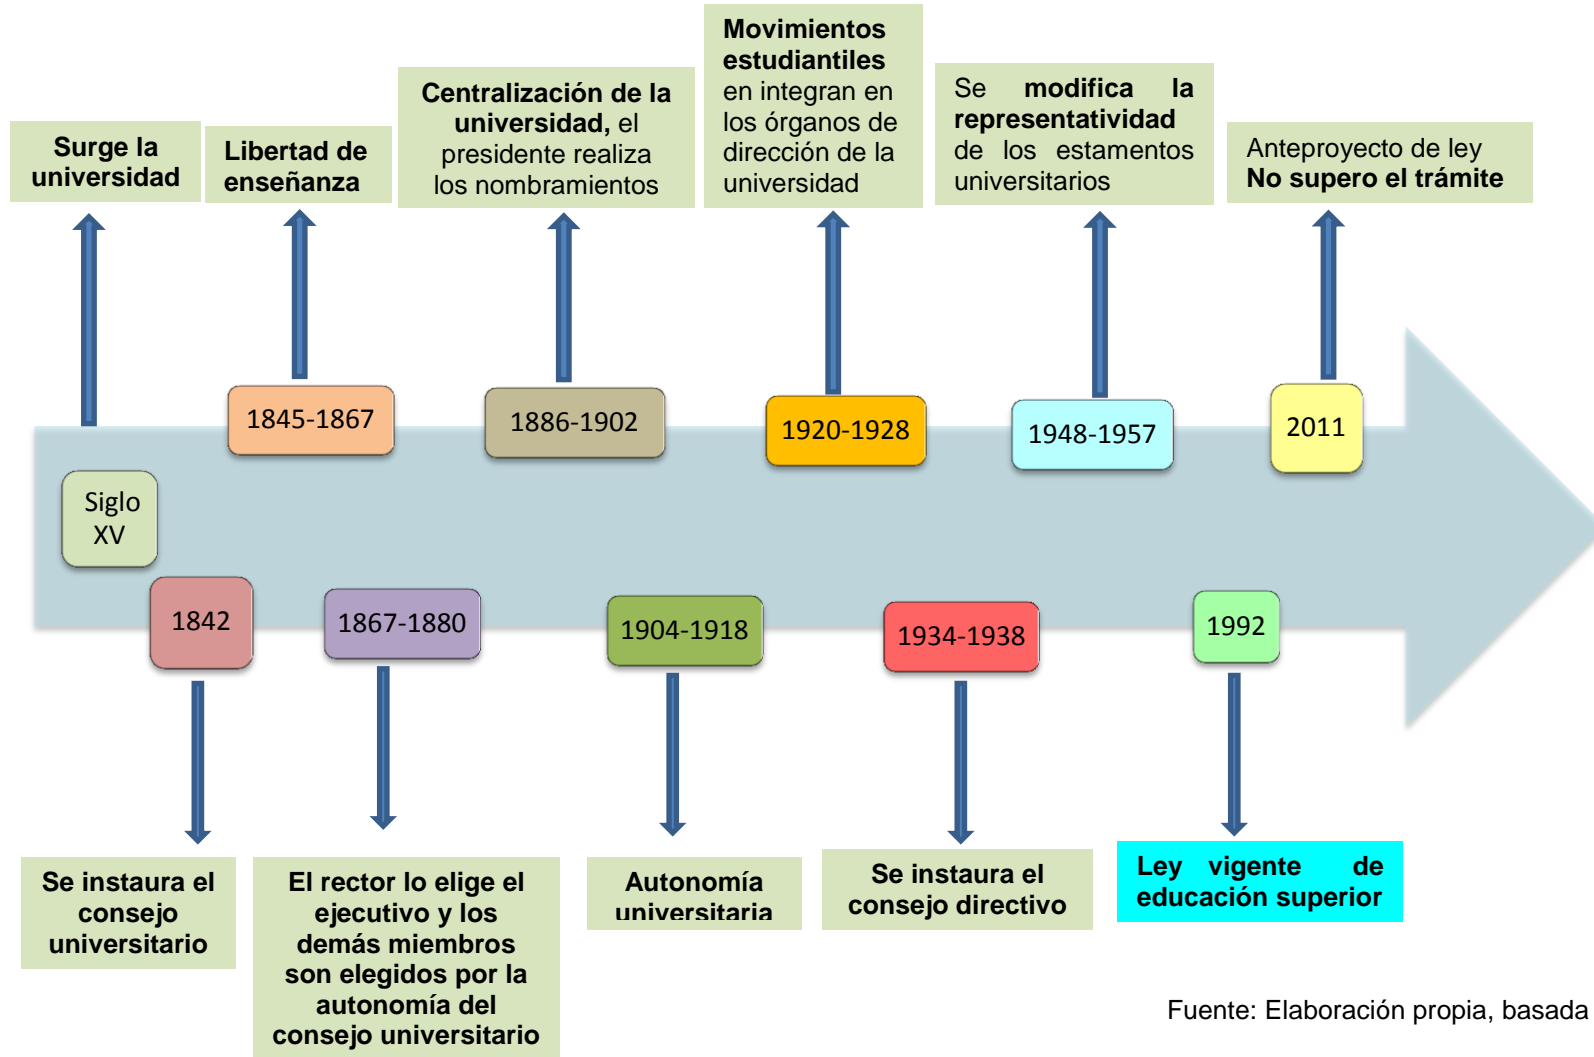 Surge la
universidad
Libertad de
enseñanza
Centralización de la
universidad, el
presidente realiza
los nombramientos
Movimientos
estudiantiles
en integran en
los órganos de
dirección de la
universidad
Se modifica la
representatividad
de los estamentos
universitarios
Anteproyecto de ley
No supero el trámite
1845-1867
1886-1902
1920-1928
1948-1957
2011
Siglo
XV
1842
1867-1880
1904-1918
1934-1938
1992
Se instaura el
consejo
universitario
El rector lo elige el
ejecutivo y los
demás miembros
son elegidos por la
autonomía del
consejo universitario
Autonomía
universitaria
Se instaura el
consejo directivo
Ley vigente de
educación superior
Fuente: Elaboración propia, basada